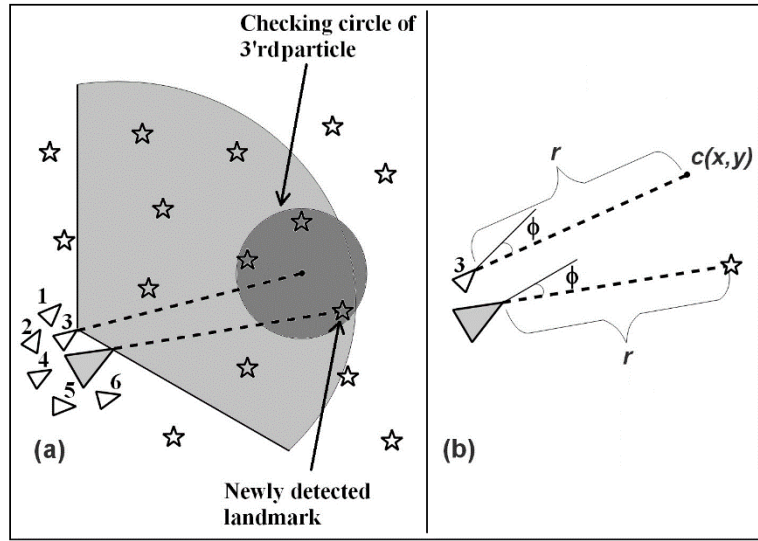 Checking circle of
3'rdparticle
1
2
3
4
5
6
(a)
Newly detected
landmark
r
c(x,y)
ϕ
3
ϕ
r
(b)